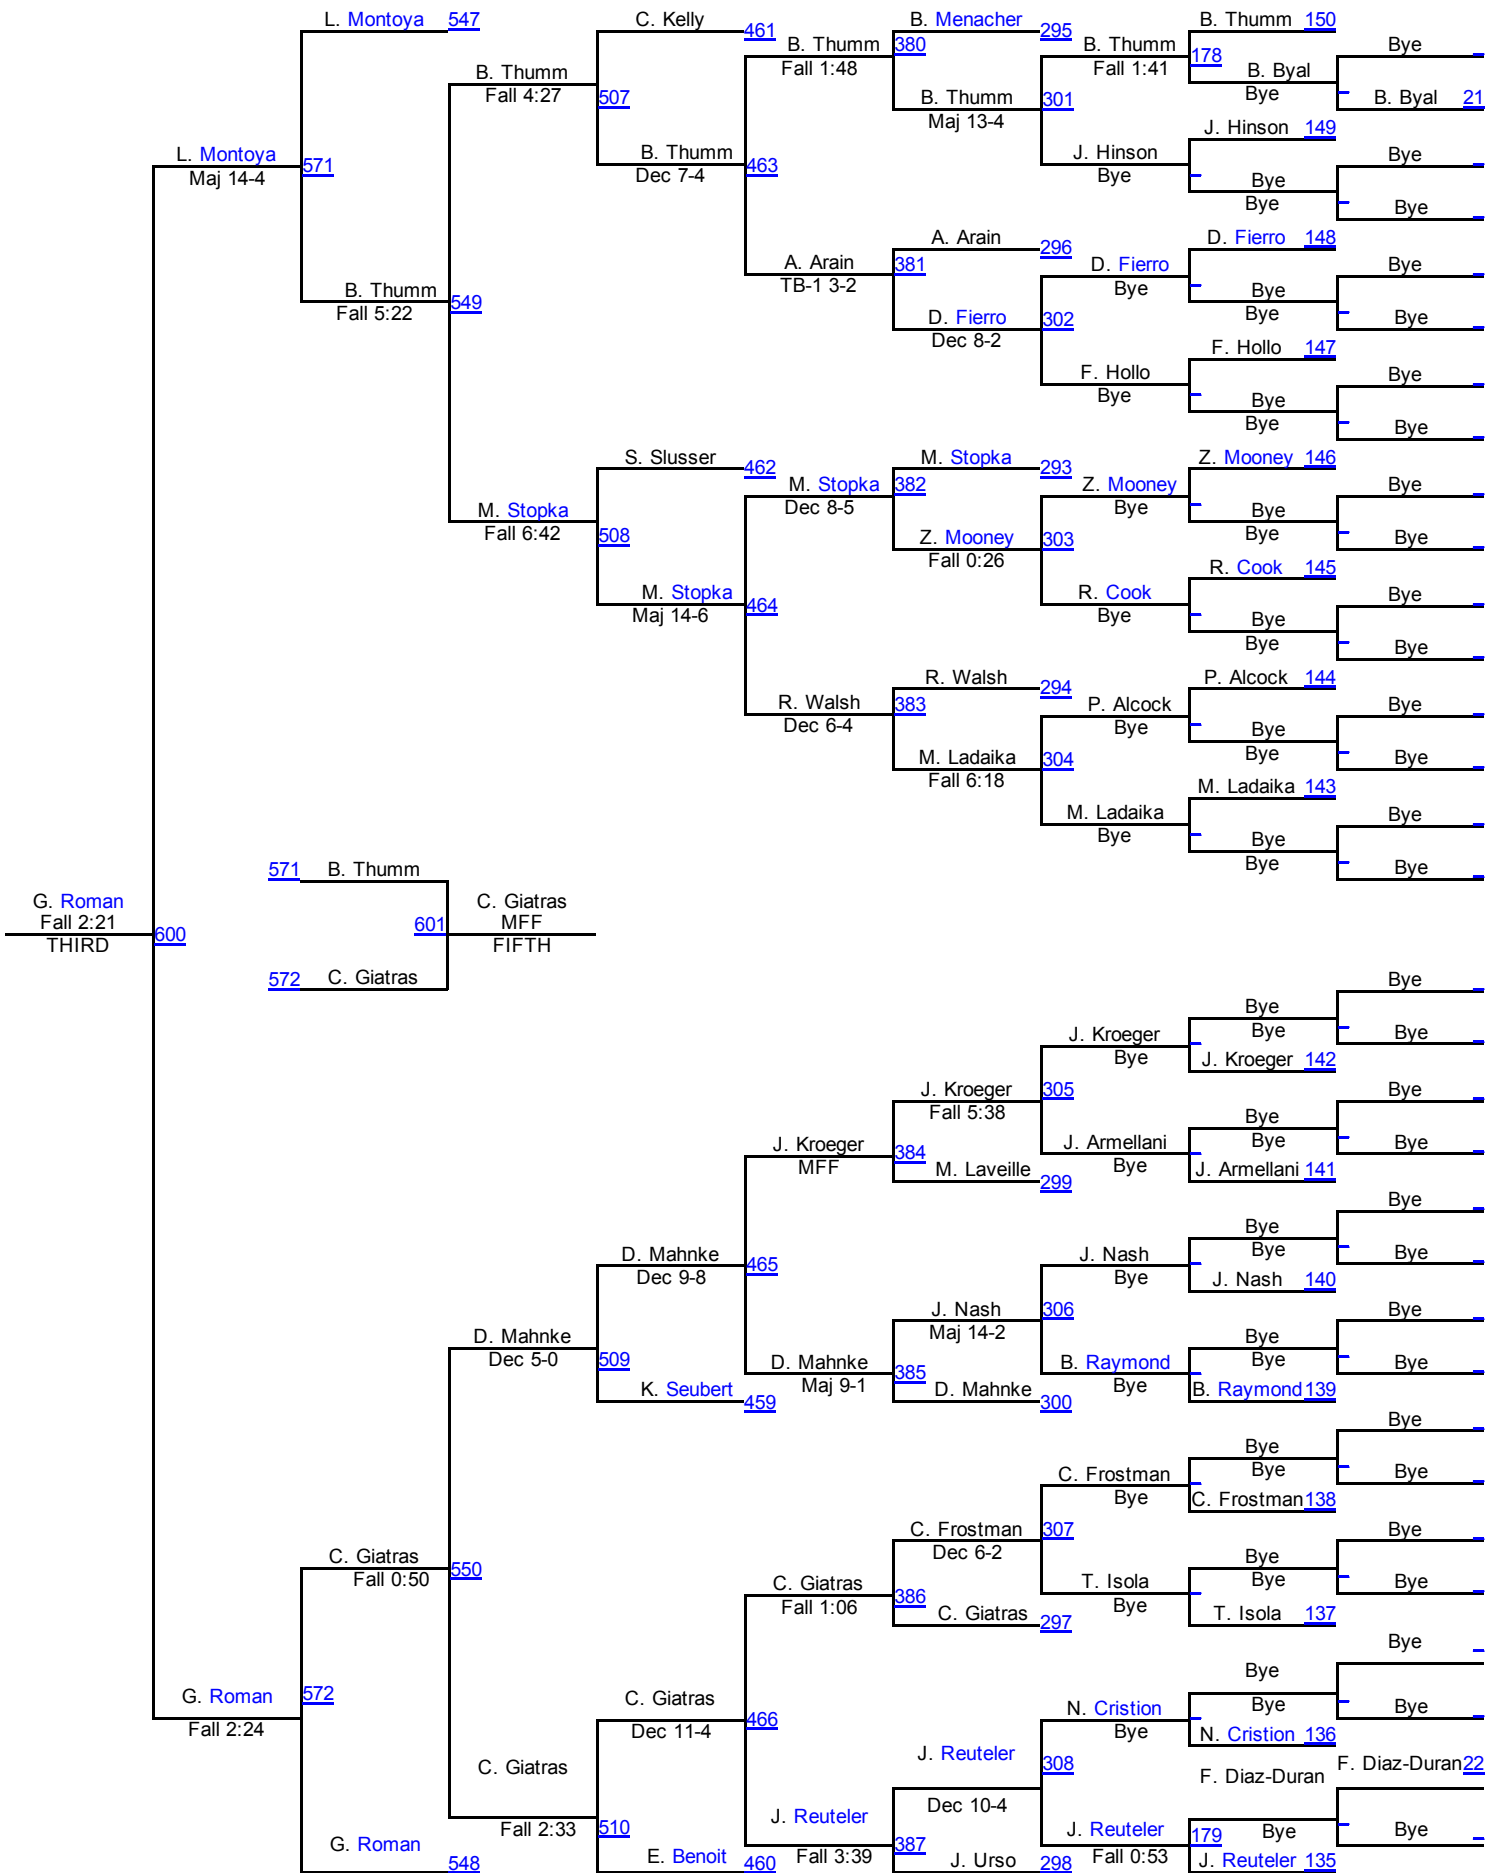 L. Montoya 547
C. Kelly 461
B. Menacher 295
B. Thumm 150
B. Thumm 380
Fall 1:48
B. Thumm 178
Fall 1:41
Bye
B. Thumm 507
Fall 4:27
B. Byal
Bye
B. Byal 21
B. Thumm 301
Maj 13-4
J. Hinson 149
L. Montoya 571
Maj 14-4
B. Thumm 463
Dec 7-4
J. Hinson
Bye
Bye
Bye
Bye
Bye
A. Arain 296
D. Fierro 148
A. Arain 381
TB-1 3-2
D. Fierro
Bye
Bye
B. Thumm 549
Fall 5:22
Bye
Bye
D. Fierro 302
Dec 8-2
Bye
F. Hollo 147
F. Hollo
Bye
Bye
Bye
Bye
Bye
S. Slusser 462
M. Stopka 293
Z. Mooney 146
M. Stopka 382
Dec 8-5
Z. Mooney
Bye
Bye
M. Stopka 508
Fall 6:42
Bye
Bye
Z. Mooney 303
Fall 0:26
Bye
R. Cook 145
M. Stopka 464
Maj 14-6
R. Cook
Bye
Bye
Bye
Bye
Bye
R. Walsh 294
P. Alcock 144
R. Walsh 383
Dec 6-4
P. Alcock
Bye
Bye
Bye
Bye
M. Ladaika 304
Fall 6:18
Bye
M. Ladaika 143
M. Ladaika
Bye
Bye
Bye
Bye
571 B. Thumm
Bye
G. Roman
Fall 2:21
THIRD
600
601
C. Giatras
MFF
FIFTH
572 C. Giatras
Bye
Bye
Bye
J. Kroeger
Bye
Bye
J. Kroeger 142
J. Kroeger 305
Fall 5:38
Bye
Bye
Bye
J. Kroeger 384
MFF
J. Armellani
Bye
Bye
M. Laveille 299
J. Armellani 141
Bye
Bye
Bye
D. Mahnke 465
Dec 9-8
J. Nash
Bye
Bye
J. Nash 140
J. Nash 306
Maj 14-2
Bye
D. Mahnke 509
Dec 5-0
Bye
Bye
D. Mahnke 385
Maj 9-1
B. Raymond
Bye
Bye
K. Seubert 459
D. Mahnke 300
B. Raymond 139
Bye
Bye
Bye
C. Frostman
Bye
Bye
C. Frostman 138
C. Frostman 307
Dec 6-2
Bye
C. Giatras 550
Fall 0:50
Bye
Bye
C. Giatras 386
Fall 1:06
T. Isola
Bye
Bye
C. Giatras 297
T. Isola 137
Bye
Bye
Bye
G. Roman 572
Fall 2:24
C. Giatras 466
Dec 11-4
N. Cristion
Bye
Bye
N. Cristion 136
J. Reuteler 308
Dec 10-4
C. Giatras 510
Fall 2:33
F. Diaz-Duran
Bye
F. Diaz-Duran 22
J. Reuteler 387
Fall 3:39
J. Reuteler 179
Fall 0:53
Bye
G. Roman 548
E. Benoit 460
J. Urso 298
J. Reuteler 135